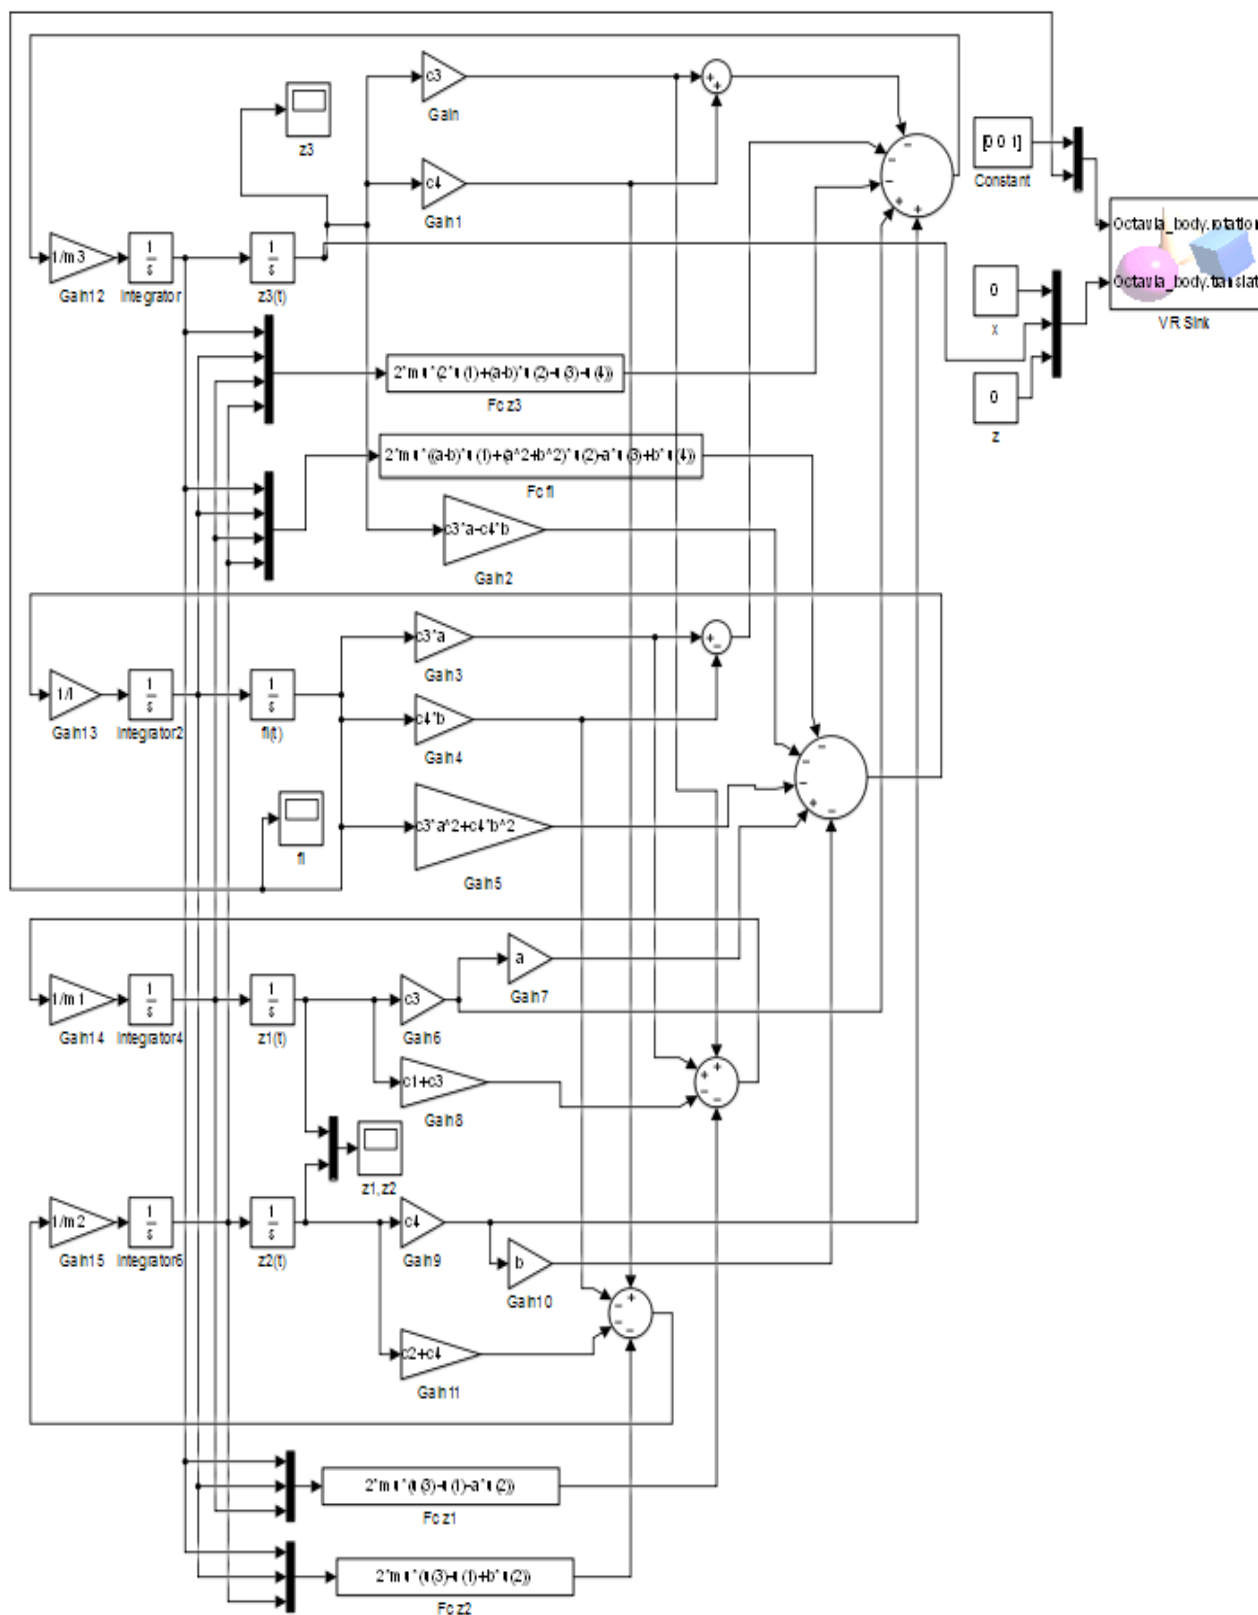 c3
+
+
Gain
z3
c4
Gain1
−
−
−
+
+
[0 0 1]
Constant
1/m3
Gain12
1
s
Integrator
1
s
z3(t)
Octavia_body.rotation
Octavia_body.translat
VR Sink
0
x
0
z
2*mu*(2*u(1)+(a-b)*u(2)-u(3)-u(4))
Fcz3
2*mu*((a-b)*u(1)+(a^2+b^2)*u(2)-a*u(3)+b*u(4))
Fcfi
c3*a-c4*b
Gain2
c3*a
Gain3
+
−
1/I
Gain13
1
s
Integrator2
1
s
fi(t)
c4*b
Gain4
−
−
−
+
−
fi
c3*a^2+c4*b^2
Gain5
a
Gain7
1/m1
Gain14
1
s
Integrator4
1
s
z1(t)
c3
Gain6
c1+c3
Gain8
+
+
−
−
z1,z2
1/m2
Gain15
1
s
Integrator6
1
s
z2(t)
c4
Gain9
b
Gain10
+
−
−
−
c2+c4
Gain11
2*mu*(u(3)-u(1)-a*u(2))
Fcz1
2*mu*(u(3)-u(1)+b*u(2))
Fcz2